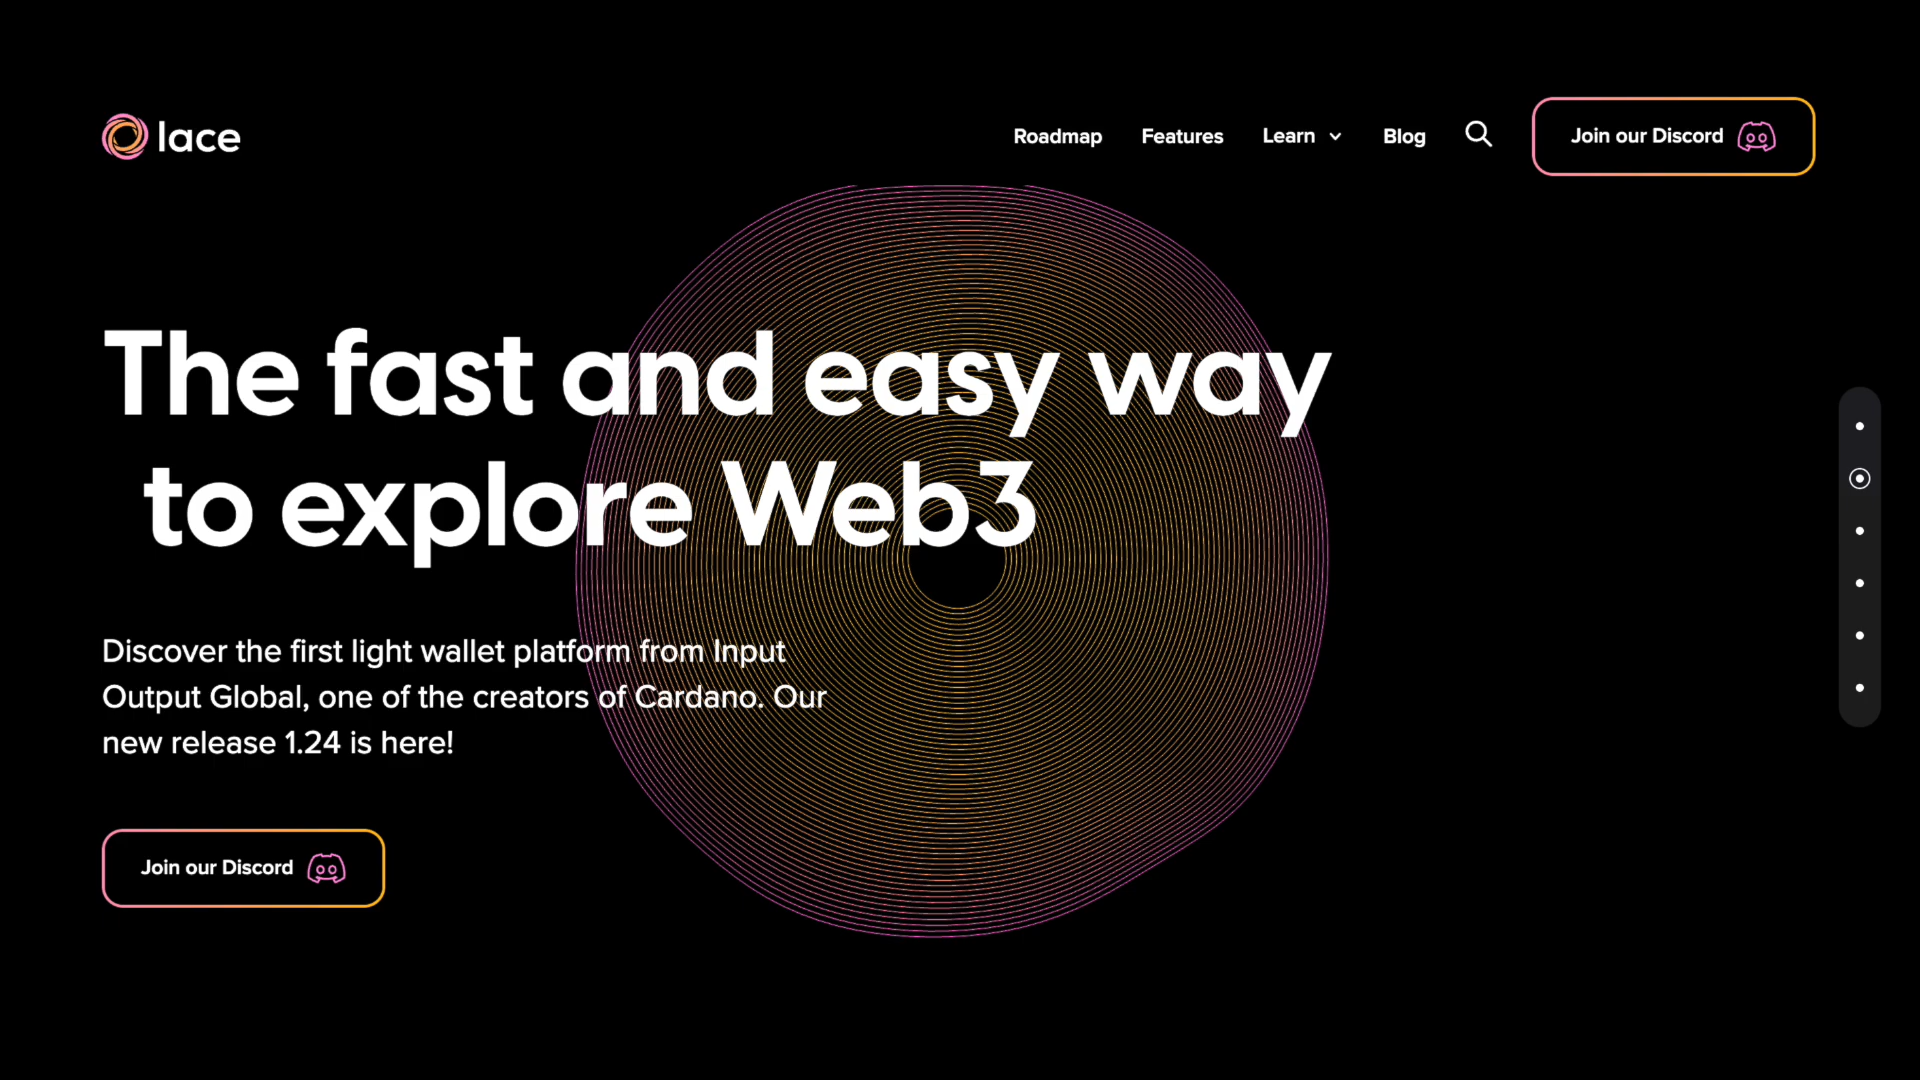 lace
Roadmap Features Learn Blog Join our Discord
The fast and easy way
to explore Web3
Discover the first light wallet platform from Input
Output Global, one of the creators of Cardano. Our
new release 1.24 is here!
Join our Discord